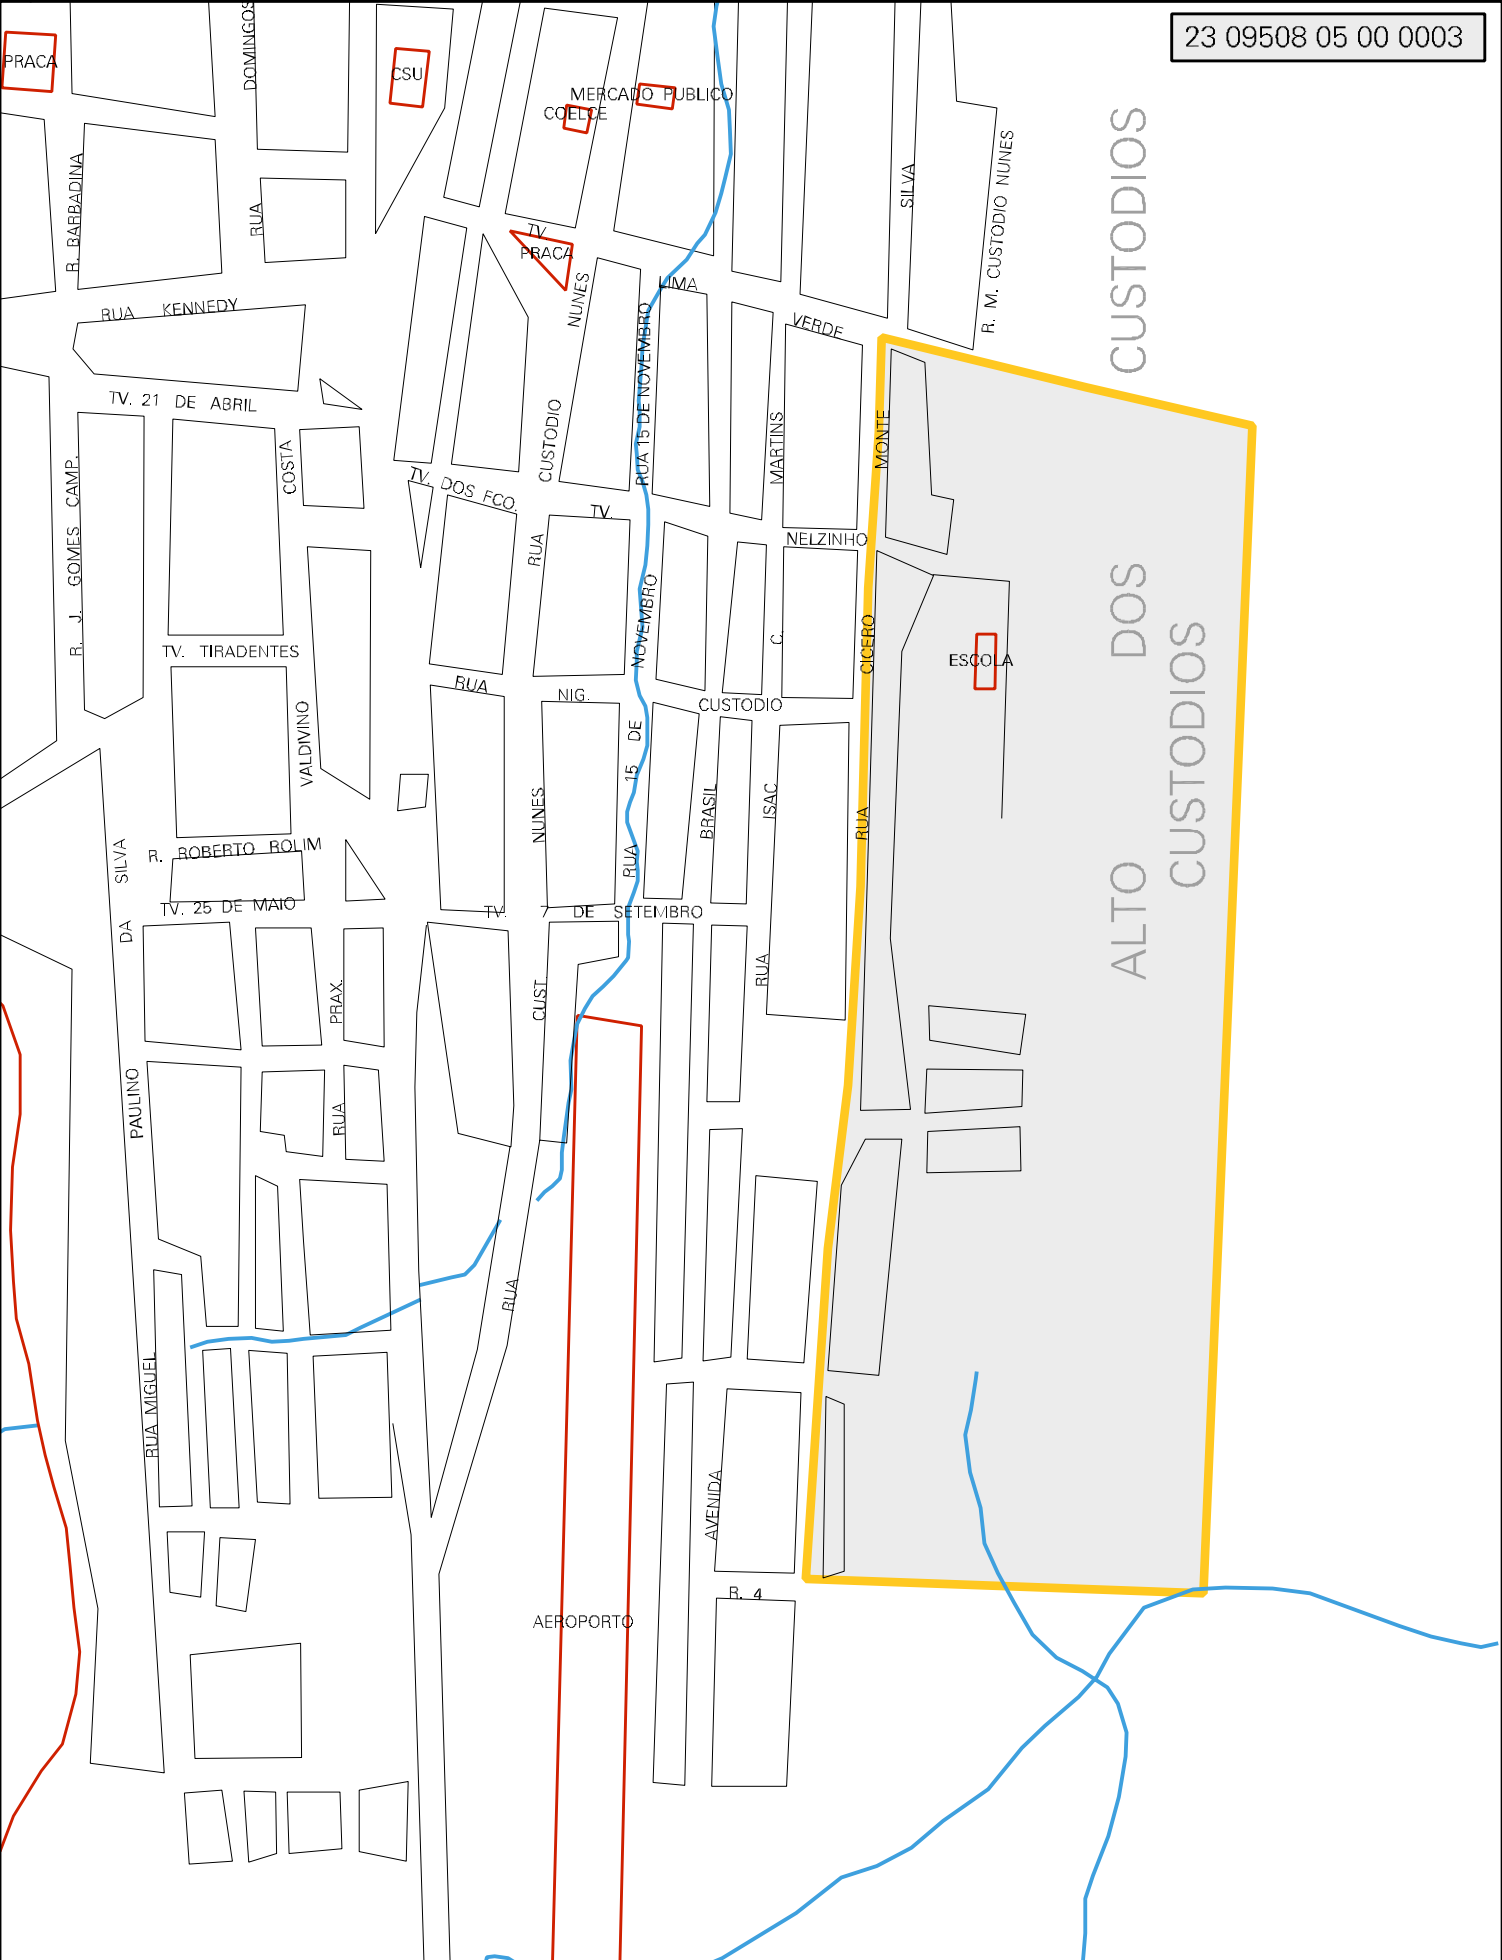 23 09508 05 00 0003
PRACA
DOMINGOS
CSU
MERCADO PUBLICO
COELCE
R. BARBADINA
RUA
SILVA
R. M. CUSTODIO NUNES
CUSTODIOS
TV.
PRACA
NUNES
LIMA
RUA KENNEDY
VERDE
RUA 15 DE NOVEMBRO
TV. 21 DE ABRIL
CUSTODIO
MARTINS
MONTE
COSTA
R. J. GOMES CAMP.
TV. DOS FCO.
TV.
NELZINHO
RUA
NOVEMBRO
C.
CICERO
ESCOLA
ALTO DOS
CUSTODIOS
TV. TIRADENTES
RUA
NIG.
CUSTODIO
VALDIVINO
RUA 15 DE
NUNES
BRASIL
ISAC
RUA
R. ROBERTO ROLIM
SILVA
TV. 25 DE MAIO
TV. 7 DE SETEMBRO
DA
RUA
PRAX.
CUST.
PAULINO
RUA
RUA
RUA MIGUEL
AVENIDA
R. 4
AEROPORTO